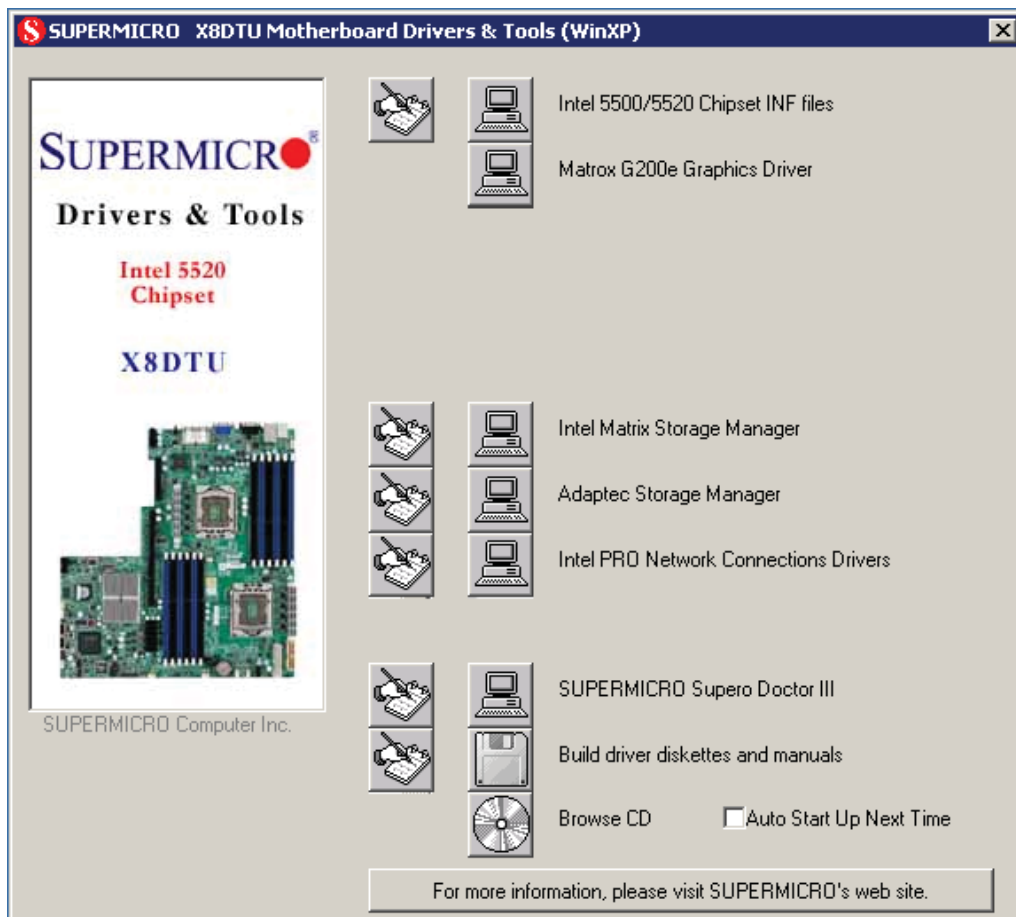 SUPERMICRO X8DTU Motherboard Drivers & Tools (WinXP)
SUPERMICRO®
Drivers & Tools
Intel 5520
Chipset
X8DTU
SUPERMICRO Computer Inc.
Intel 5500/5520 Chipset INF files
Matrox G200e Graphics Driver
Intel Matrix Storage Manager
Adaptec Storage Manager
Intel PRO Network Connections Drivers
SUPERMICRO Supero Doctor III
Build driver diskettes and manuals
Browse CD
Auto Start Up Next Time
For more information, please visit SUPERMICRO's web site.